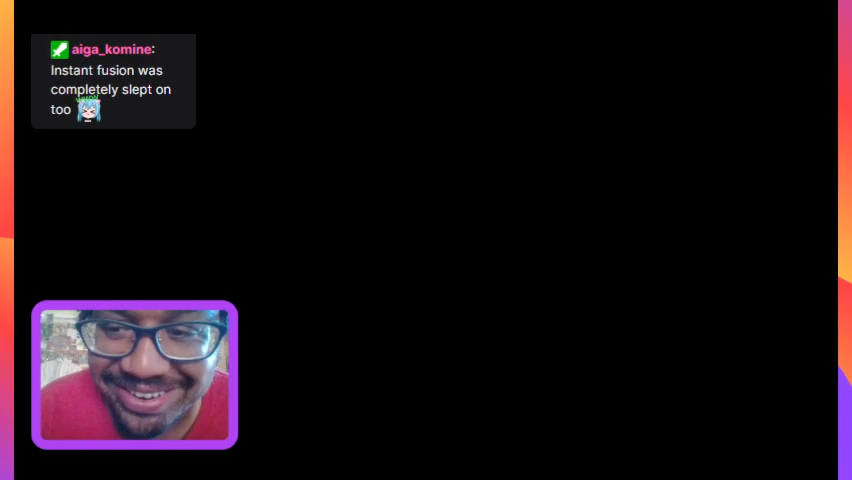 aiga_komine:
Instant fusion was
completely slept on
too